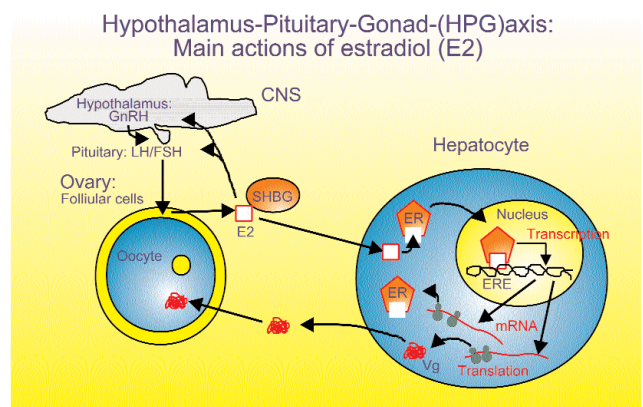 Hypothalamus-Pituitary-Gonad-(HPG)axis:
Main actions of estradiol (E2)
CNS
Hypothalamus:
GnRH
Pituitary: LH/FSH
Ovary:
Folliular cells
SHBG
E2
Oocyte
Hepatocyte
ER
Nucleus
Transcription
ERE
ER
mRNA
Vg
Translation